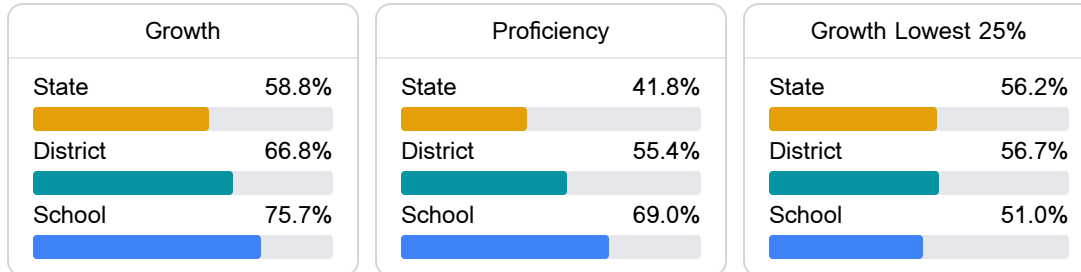 Growth
State 58.8%
District 66.8%
School 75.7%
Proficiency
State 41.8%
District 55.4%
School 69.0%
Growth Lowest 25%
State 56.2%
District 56.7%
School 51.0%